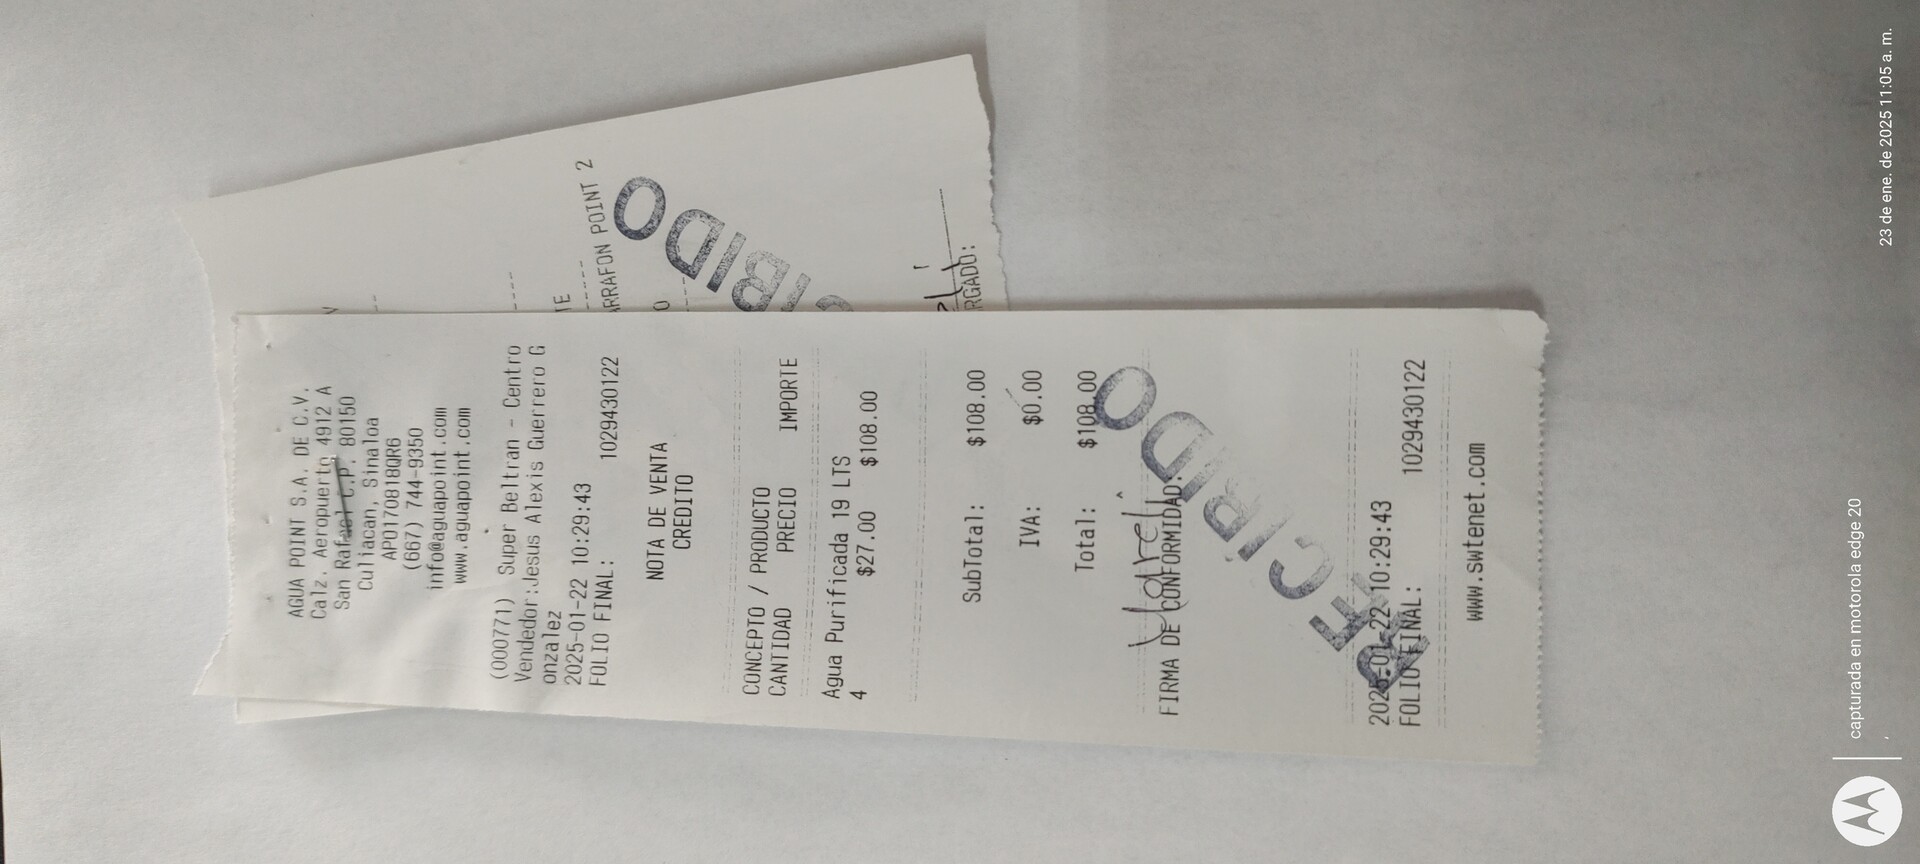 AGUA POINT S.A. DE C.V.
Calz. Aeropuerto 4912 A
San Rafael C.P. 80150
Culiacan, Sinaloa
APO170818QR6
(667) 744-9350
info@aguapoint.com
www.aguapoint.com
(000771) Super Beltran - Centro
Vendedor:Jesus Alexis Guerrero G
onzalez
2025-01-22 10:29:43
FOLIO FINAL: 1029430122
NOTA DE VENTA
CREDITO
CONCEPTO / PRODUCTO
CANTIDAD PRECIO IMPORTE
Agua Purificada 19 LTS
4 $27.00 $108.00
SubTotal: $108.00
IVA: $0.00
Total: $108.00
FIRMA DE CONFORMIDAD:
RECIBIDO
2025-01-22 10:29:43
FOLIO FINAL: 1029430122
www.swtenet.com
V
TE
ARRAFON POINT 2
O
CIBIDO
RGADO:
capturada en motorola edge 20
23 de ene. de 2025 11:05 a. m.